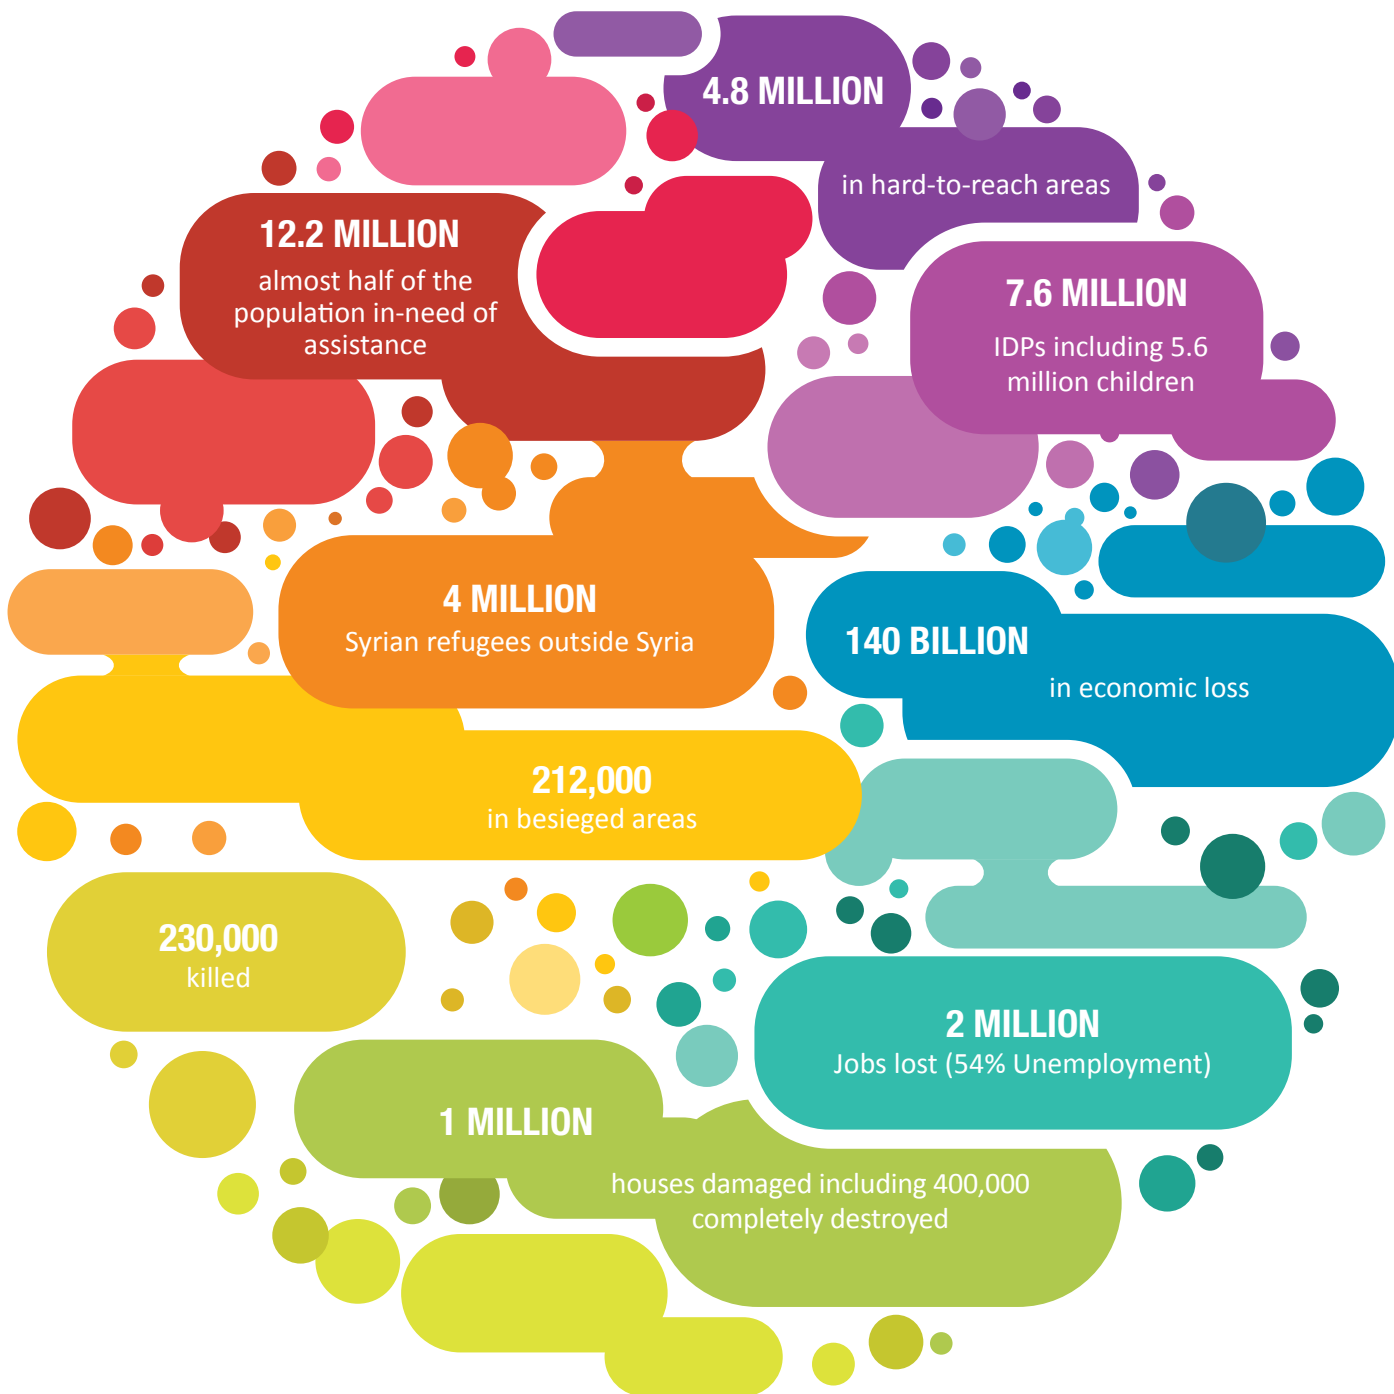 4.8 MILLION
in hard-to-reach areas
12.2 MILLION
almost half of the
population in-need of
assistance
7.6 MILLION
IDPs including 5.6
million children
4 MILLION
Syrian refugees outside Syria
140 BILLION
in economic loss
212,000
in besieged areas
230,000
killed
2 MILLION
Jobs lost (54% Unemployment)
1 MILLION
houses damaged including 400,000
completely destroyed